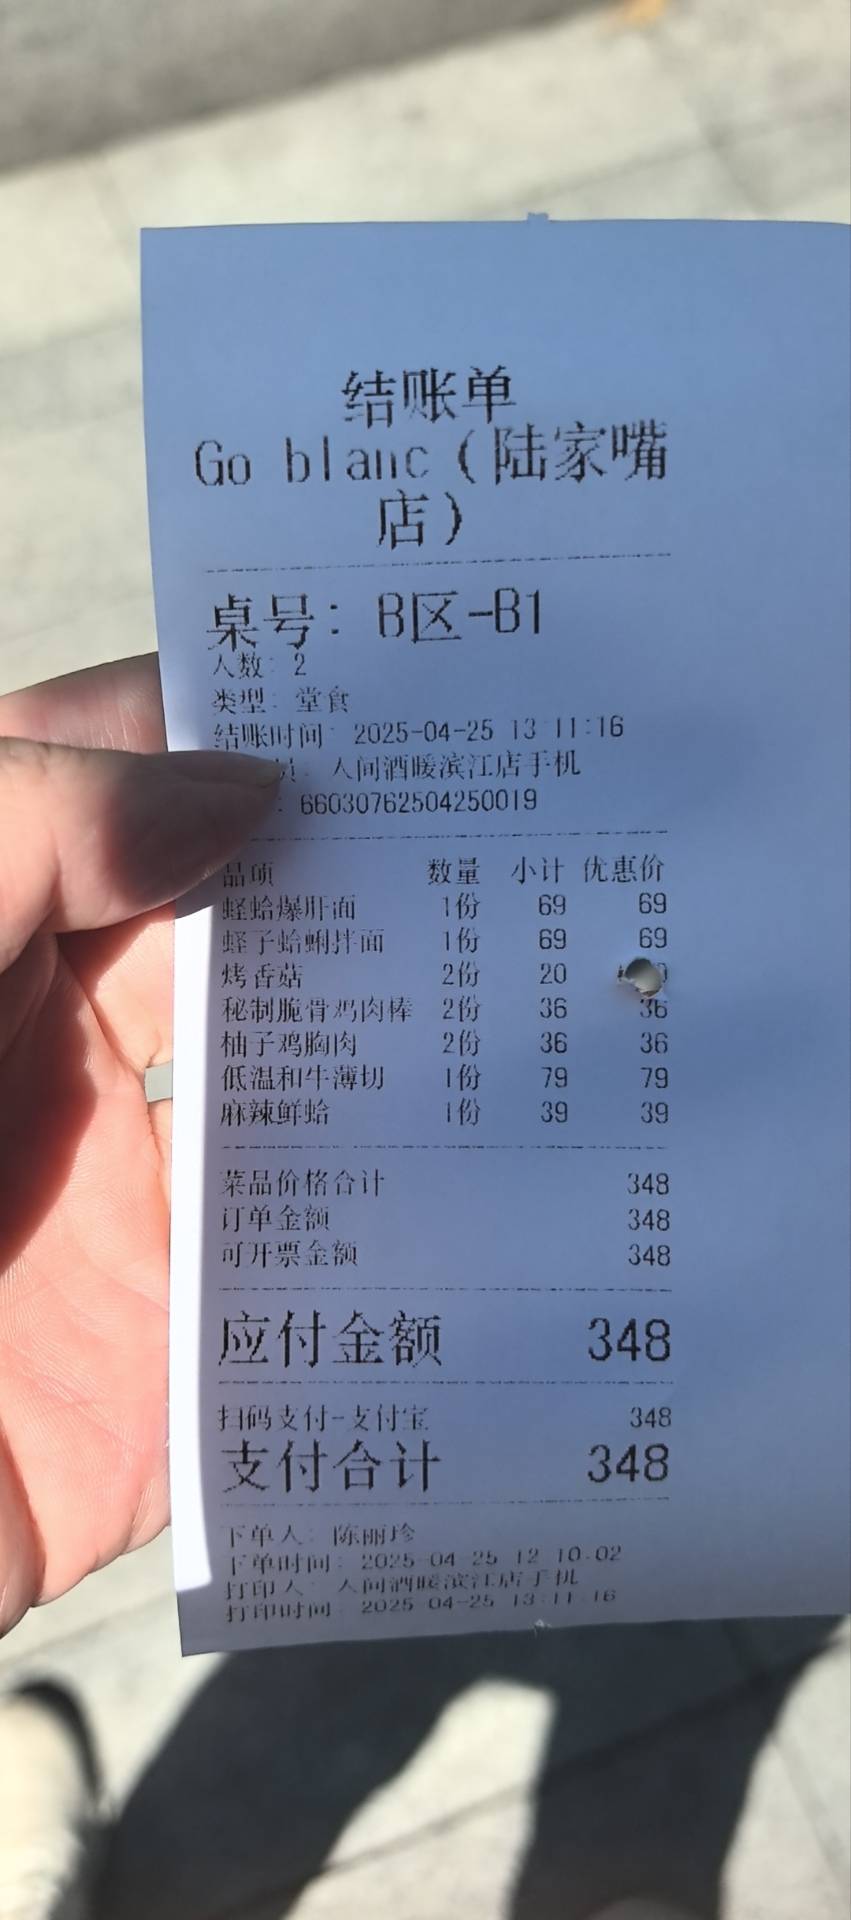 结账单
Go blanc（陆家嘴
店）
桌号：B区-B1
人数：2
类型：堂食
结账时间：2025-04-25 13:11:16
员：人间酒暖滨江店手机
：66030762504250019
品项 数量 小计 优惠价
蛏蛤爆肝面 1份 69 69
蛏子蛤蜊拌面 1份 69 69
烤香菇 2份 20
秘制脆骨鸡肉棒 2份 36 36
柚子鸡胸肉 2份 36 36
低温和牛薄切 1份 79 79
麻辣鲜蛤 1份 39 39
菜品价格合计 348
订单金额 348
可开票金额 348
应付金额 348
扫码支付-支付宝 348
支付合计 348
下单人：陈丽珍
下单时间：2025-04-25 12:10:02
打印人：人间酒暖滨江店手机
打印时间：2025-04-25 13:11:16